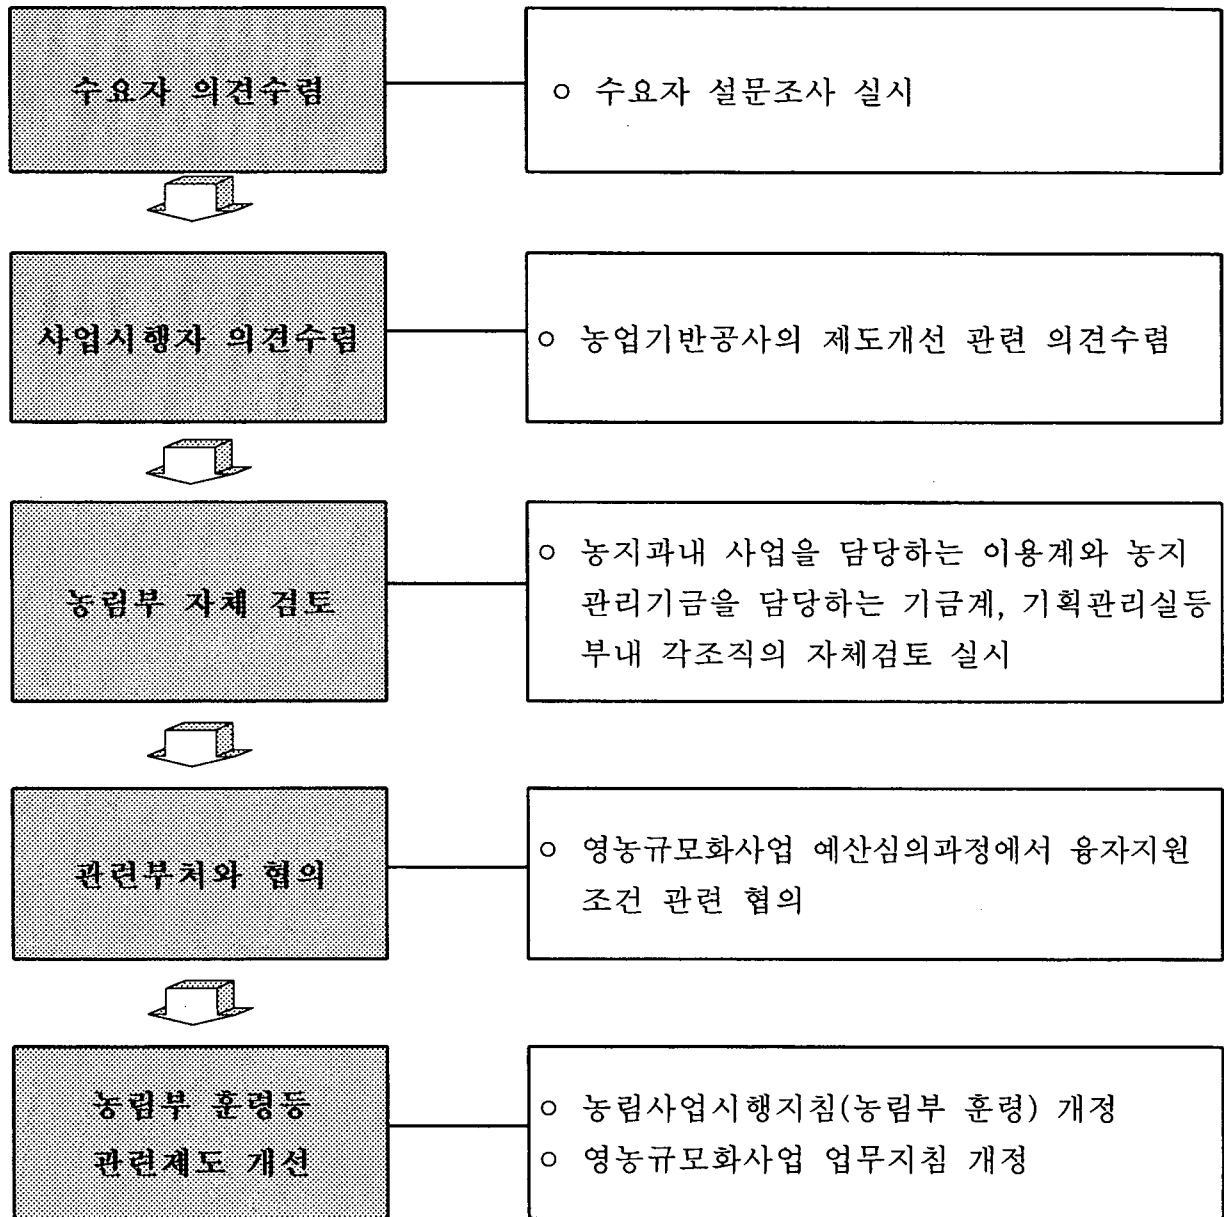 수요자 의견수렴
○ 수요자 설문조사 실시
사업시행자 의견수렴
○ 농업기반공사의 제도개선 관련 의견수렴
농림부 자체 검토
○ 농지과내 사업을 담당하는 이용계와 농지
관리기금을 담당하는 기금계, 기획관리실등
부내 각조직의 자체검토 실시
관련부처와 협의
○ 영농규모화사업 예산심의과정에서 융자지원
조건 관련 협의
농림부 훈령등
관련제도 개선
○ 농림사업시행지침(농림부 훈령) 개정
○ 영농규모화사업 업무지침 개정